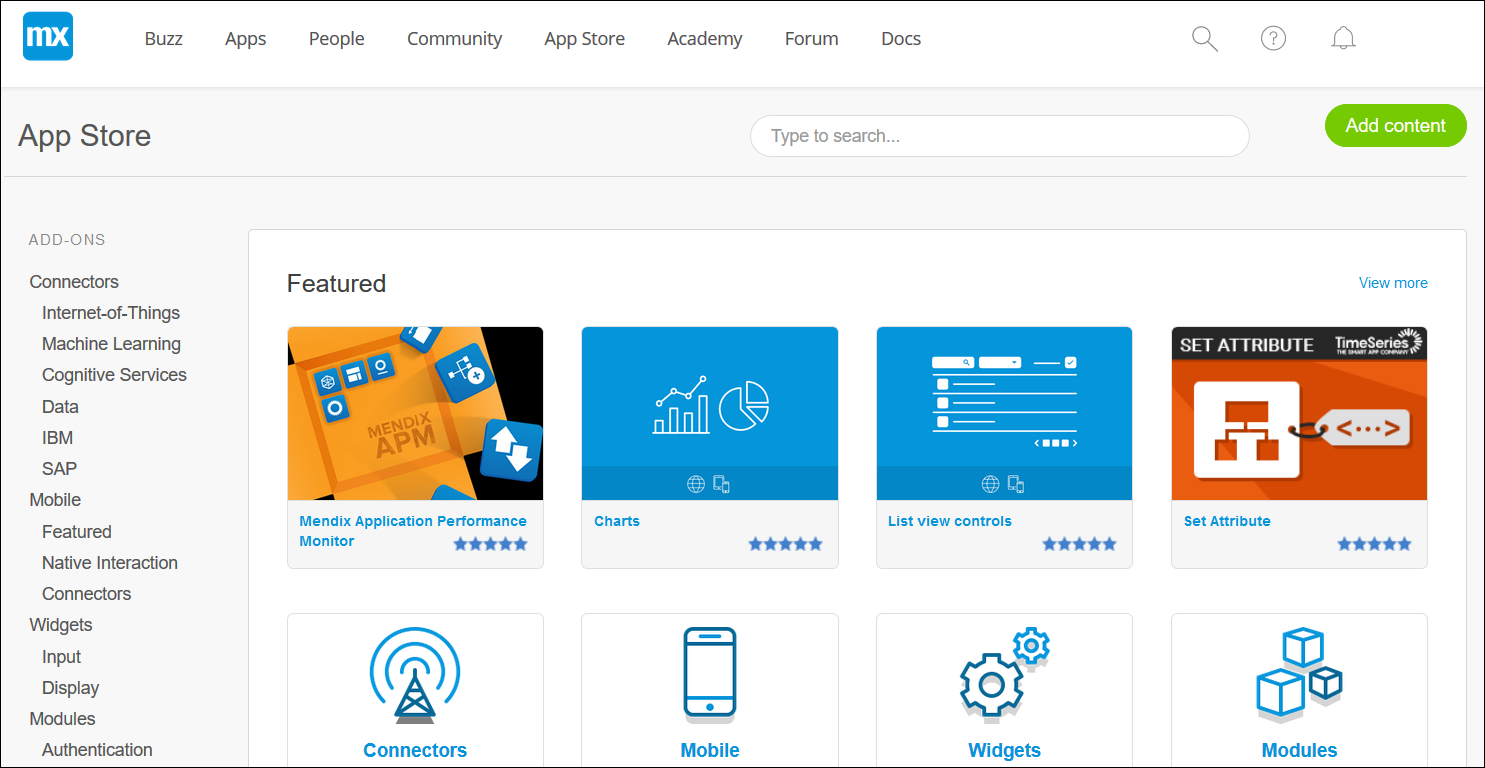 mx
Buzz Apps People Community App Store Academy Forum Docs
?
App Store
Type to search...
Add content
ADD-ONS
Connectors
Internet-of-Things
Machine Learning
Cognitive Services
Data
IBM
SAP
Mobile
Featured
Native Interaction
Connectors
Widgets
Input
Display
Modules
Authentication
Featured
View more
MENDIX
APM
Mendix Application Performance
Monitor
Charts
List view controls
SET ATTRIBUTE
TimeSeries
THE SMART APP COMPANY
<···>
Set Attribute
Connectors
Mobile
Widgets
Modules